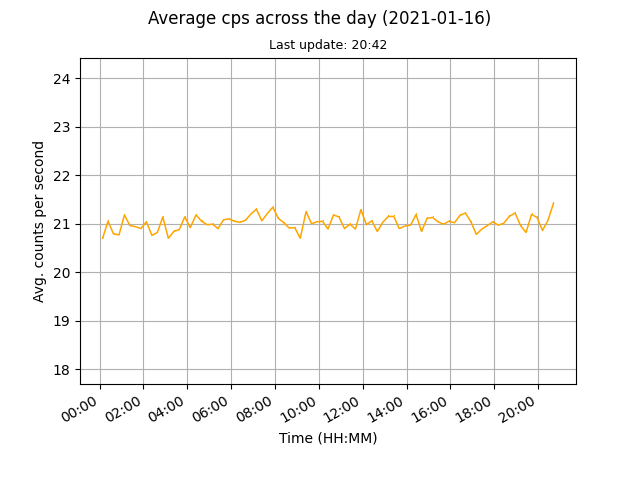 Average cps across the day (2021-01-16)
Last update: 20:42
24
23
22
21
20
19
18
Avg. counts per second
00:00 02:00 04:00 06:00 08:00 10:00 12:00 14:00 16:00 18:00 20:00
Time (HH:MM)